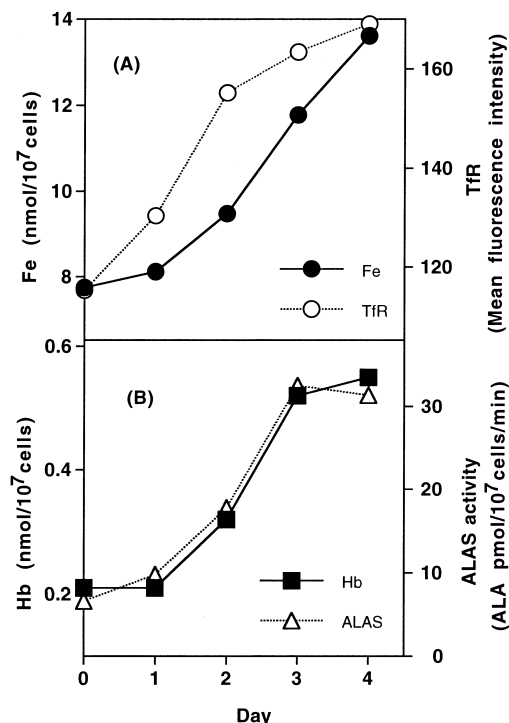 (A)
14
12
10
8
Fe (nmol/10⁷cells)
160
140
120
TfR
(Mean fluorescence intensity)
Fe
TfR
(B)
0.6
0.4
0.2
Hb (nmol/10⁷cells)
30
20
10
0
ALAS activity
(ALA pmol/10⁷cells/min)
Hb
ALAS
0 1 2 3 4
Day